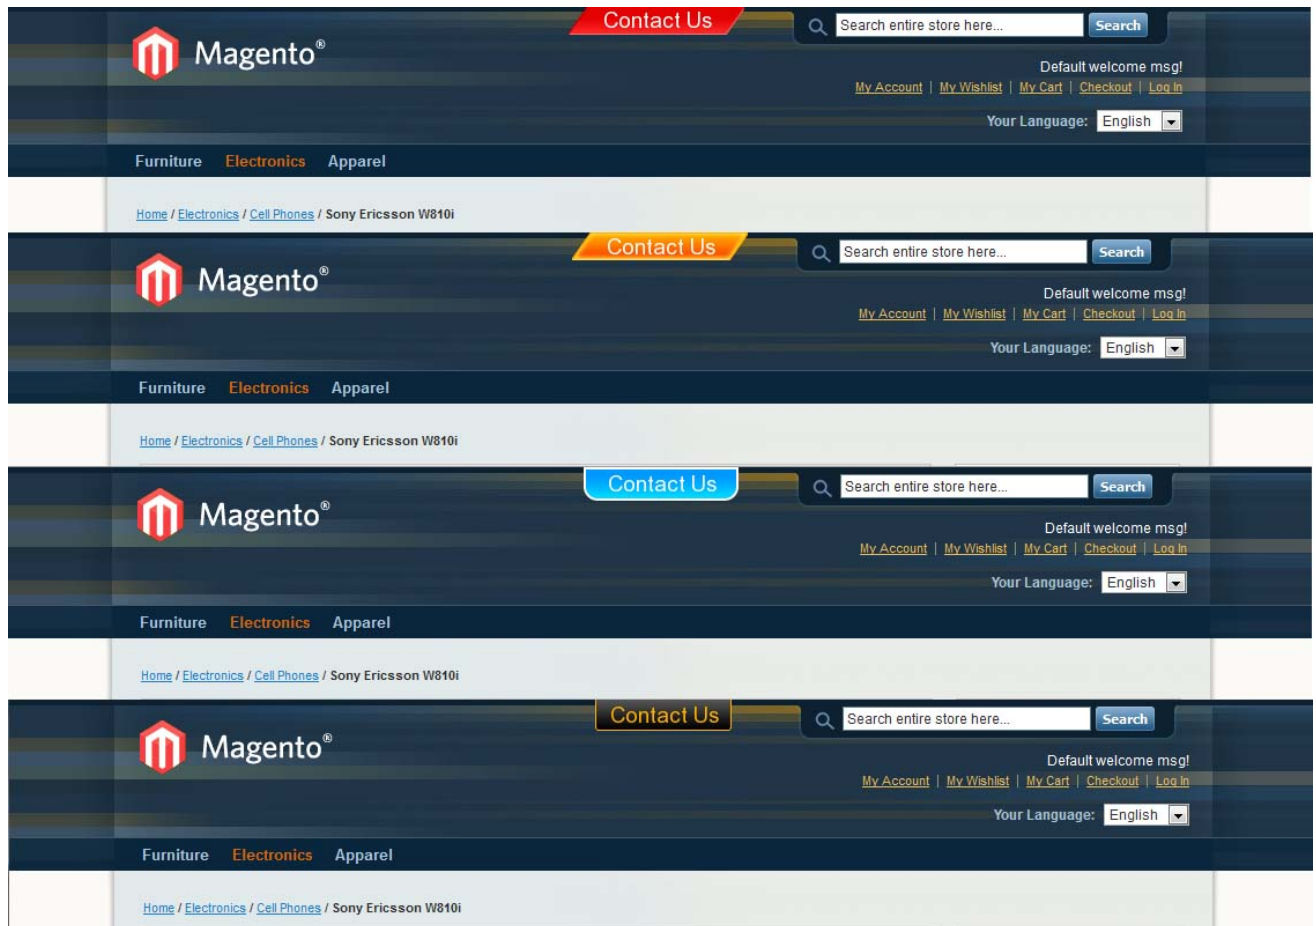 Contact Us
Search entire store here... Search
Magento®
Default welcome msg!
My Account | My Wishlist | My Cart | Checkout | Log In
Your Language: English
Furniture Electronics Apparel
Home / Electronics / Cell Phones / Sony Ericsson W810i
Contact Us
Search entire store here... Search
Magento®
Default welcome msg!
My Account | My Wishlist | My Cart | Checkout | Log In
Your Language: English
Furniture Electronics Apparel
Home / Electronics / Cell Phones / Sony Ericsson W810i
Contact Us
Search entire store here... Search
Magento®
Default welcome msg!
My Account | My Wishlist | My Cart | Checkout | Log In
Your Language: English
Furniture Electronics Apparel
Home / Electronics / Cell Phones / Sony Ericsson W810i
Contact Us
Search entire store here... Search
Magento®
Default welcome msg!
My Account | My Wishlist | My Cart | Checkout | Log In
Your Language: English
Furniture Electronics Apparel
Home / Electronics / Cell Phones / Sony Ericsson W810i